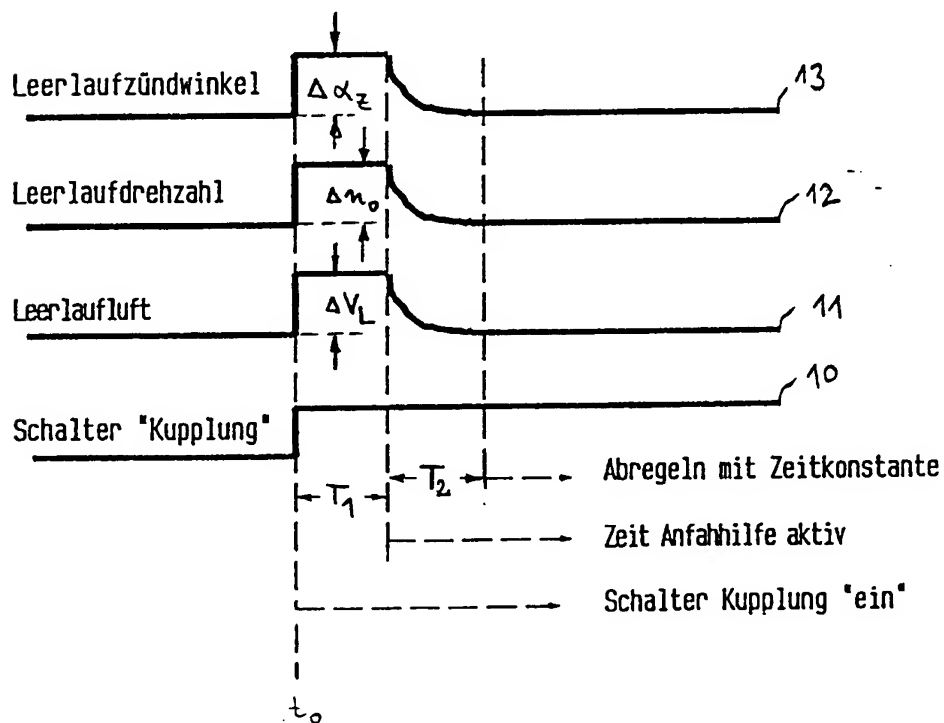 Leerlaufzündwinkel
Δα_z
13
Leerlaufdrehzahl
Δn_o
12
Leerlaufluft
ΔV_L
11
10
Schalter "Kupplung"
T_1
T_2
Abregeln mit Zeitkonstante
Zeit Anfahhilfe aktiv
Schalter Kupplung "ein"
t_o